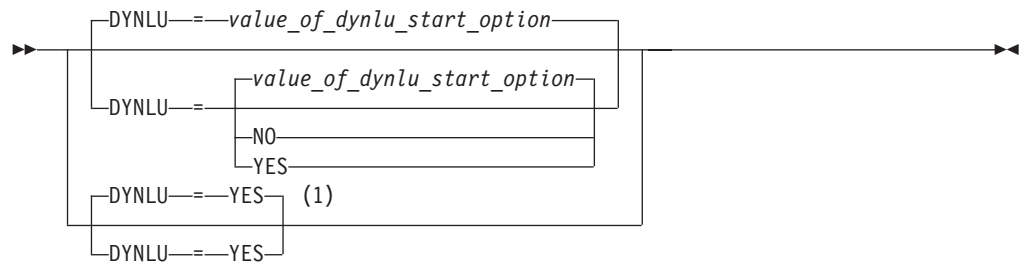 DYNLU = value_of_dynlu_start_option
value_of_dynlu_start_option
DYNLU =
NO
YES
DYNLU = YES (1)
DYNLU = YES